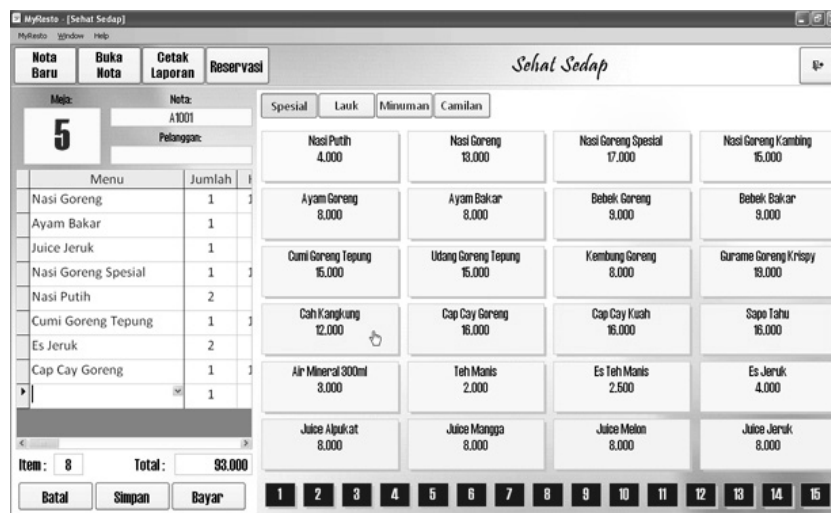 MyResto - [Sehat Sedap]
MyResto Window Help
Nota Baru
Buka Nota
Cetak Laporan
Reservasi
Sehat Sedap
Meja:
5
Nota:
A1001
Pelanggan:
Menu Jumlah
Nasi Goreng 1
Ayam Bakar 1
Juice Jeruk 1
Nasi Goreng Spesial 1
Nasi Putih 2
Cumi Goreng Tepung 1
Es Jeruk 2
Cap Cay Goreng 1
1
Item : 8 Total : 93.000
Batal Simpan Bayar
Spesial Lauk Minuman Camilan
Nasi Putih Nasi Goreng Nasi Goreng Spesial Nasi Goreng Kambing
4.000 13.000 17.000 15.000
Ayam Goreng Ayam Bakar Bebek Goreng Bebek Bakar
8.000 8.000 9.000 9.000
Cumi Goreng Tepung Udang Goreng Tepung Kembung Goreng Gurame Goreng Krispy
15.000 15.000 8.000 19.000
Cah Kangkung Cap Cay Goreng Cap Cay Kuah Sapo Tahu
12.000 16.000 16.000 16.000
Air Mineral 300ml Teh Manis Es Teh Manis Es Jeruk
3.000 2.000 2.500 4.000
Juice Alpukat Juice Mangga Juice Melon Juice Jeruk
8.000 8.000 8.000 8.000
1 2 3 4 5 6 7 8 9 10 11 12 13 14 15